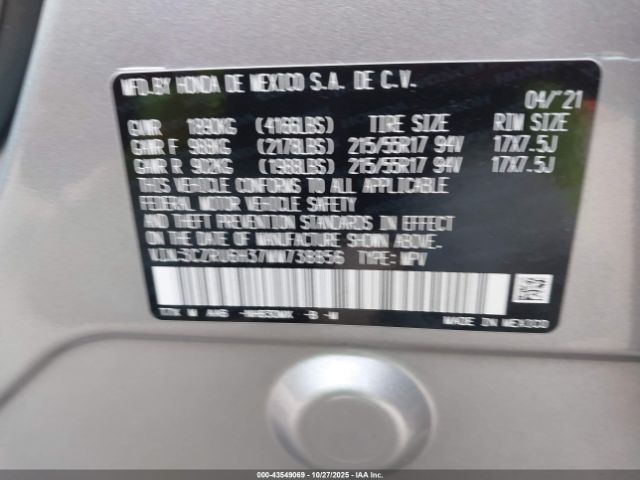 MFD.BY HONDA DE MEXICO S.A. DE C.V.
04/'21
GVWR 1890KG (4166LBS) TIRE SIZE RIM SIZE
GAWR F 988KG (2178LBS) 215/55R17 94V 17X7.5J
GAWR R 902KG (1988LBS) 215/55R17 94V 17X7.5J
THIS VEHICLE CONFORMS TO ALL APPLICABLE
FEDERAL MOTOR VEHICLE SAFETY
AND THEFT PREVENTION STANDARDS IN EFFECT
ON THE DATE OF MANUFACTURE SHOWN ABOVE.
VIN: TYPE: MPV
MADE IN MEXICO
000-43549069 | 10/27/2025 | IAAI.COM